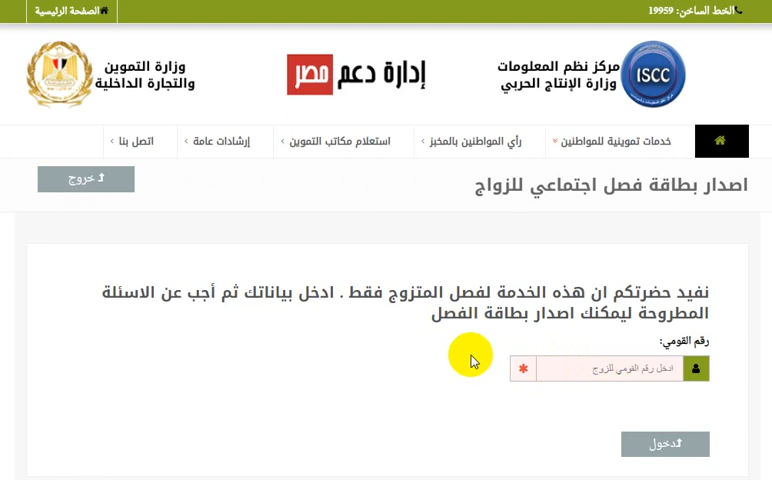 الخط الساخن: 19959
الصفحة الرئيسية
ISCC
مركز نظم المعلومات
وزارة الإنتاج الحربي
إدارة دعم مصر
وزارة التموين
والتجارة الداخلية
خدمات تموينية للمواطنين
رأي المواطنين بالمخبز
استعلام مكاتب التموين
إرشادات عامة
اتصل بنا
اصدار بطاقة فصل اجتماعي للزواج
خروج
نفيد حضرتكم ان هذه الخدمة لفصل المتزوج فقط . ادخل بياناتك ثم أجب عن الاسئلة
المطروحة ليمكنك اصدار بطاقة الفصل
رقم القومي:
ادخل رقم القومي للزوج
دخول